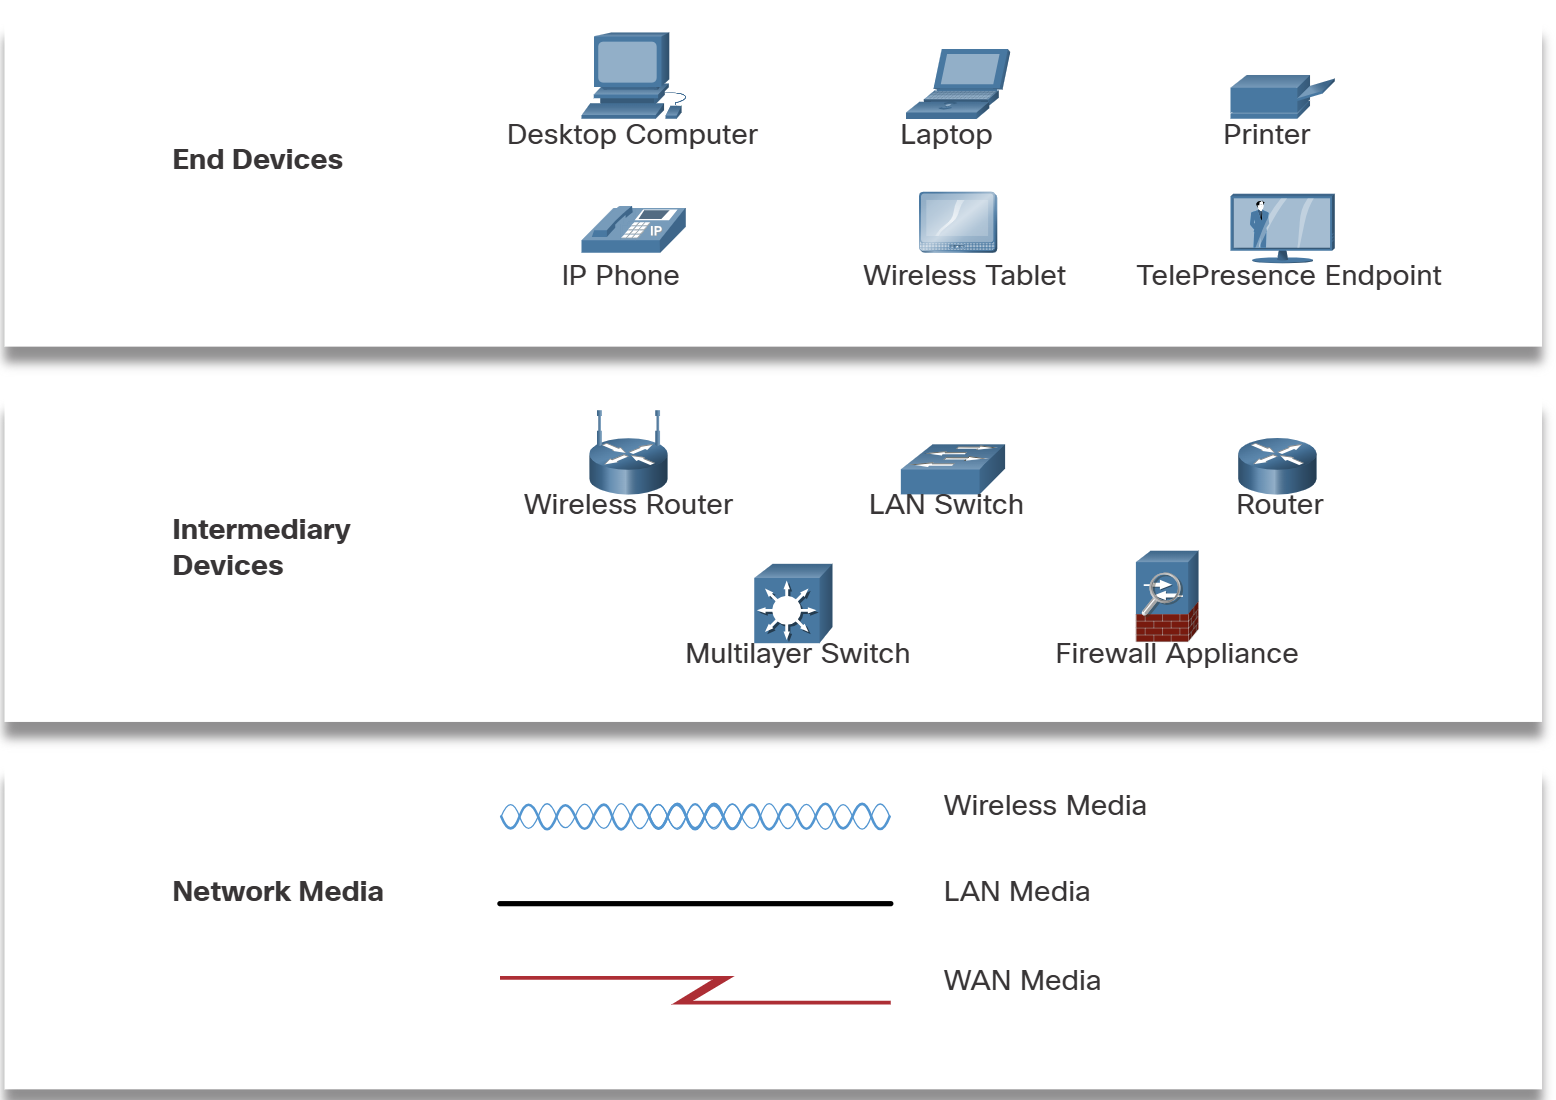 Desktop Computer
Laptop
Printer
End Devices
IP
IP Phone
Wireless Tablet
TelePresence Endpoint
Wireless Router
LAN Switch
Router
Intermediary
Devices
Multilayer Switch
Firewall Appliance
Wireless Media
Network Media
LAN Media
WAN Media